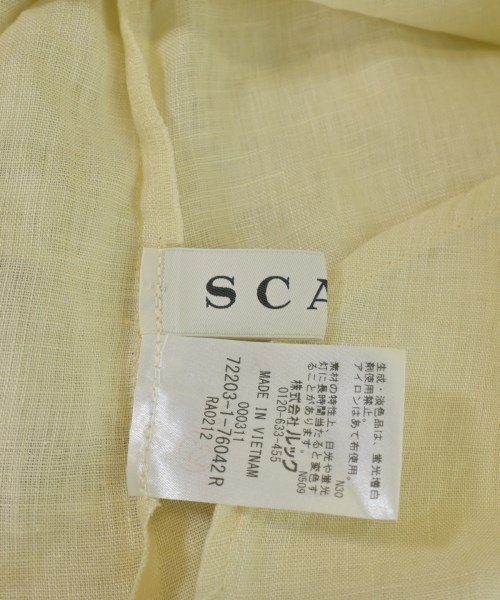 SCA
生成・淡色品は、蛍光増白
剤使用禁止。
アイロンはあて布使用。
N30
素材の特性上、日光や蛍光
灯に長時間当たると変色す
ることがあります。
N509
株式会社ルック
0120-633-455
MADE IN VIETNAM
000311
72203-1-76042R
RA0212